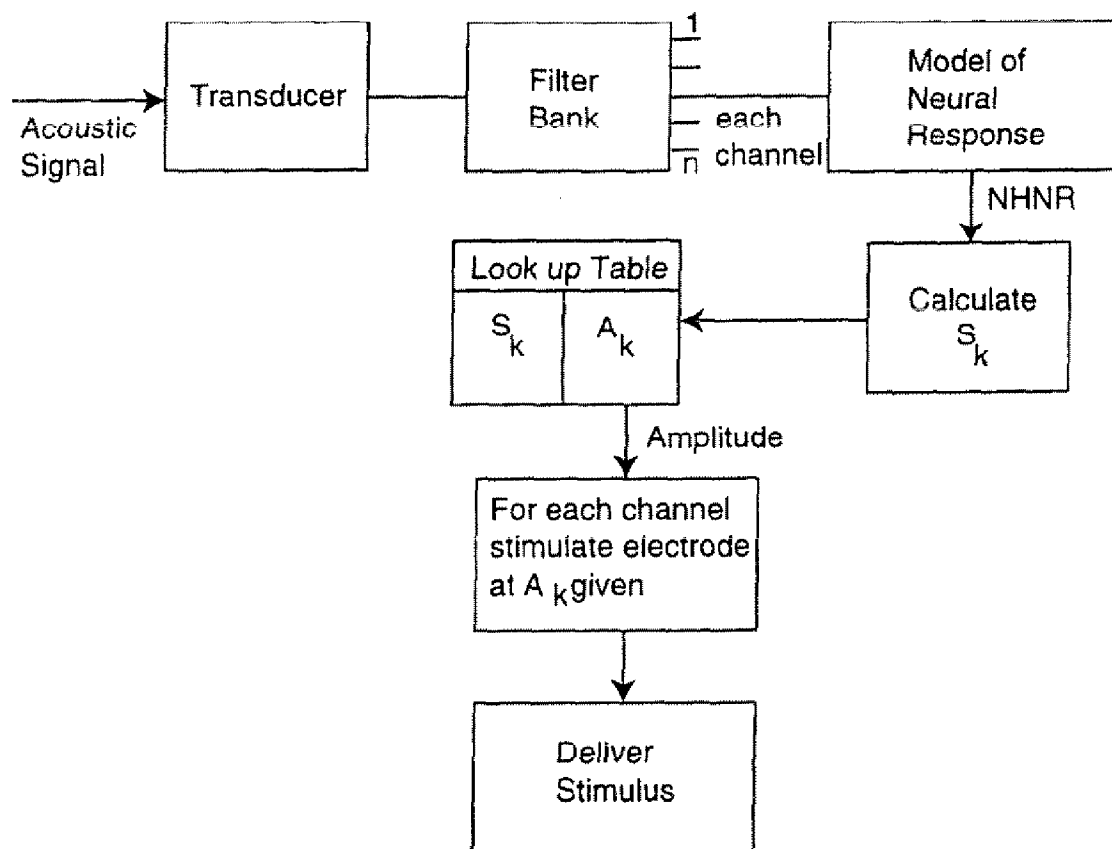 Acoustic
Signal
Transducer
Filter
Bank
1
each
n channel
Model of
Neural
Response
NHNR
Calculate
S k
Look up Table
S k
A k
Amplitude
For each channel
stimulate electrode
at A k given
Deliver
Stimulus